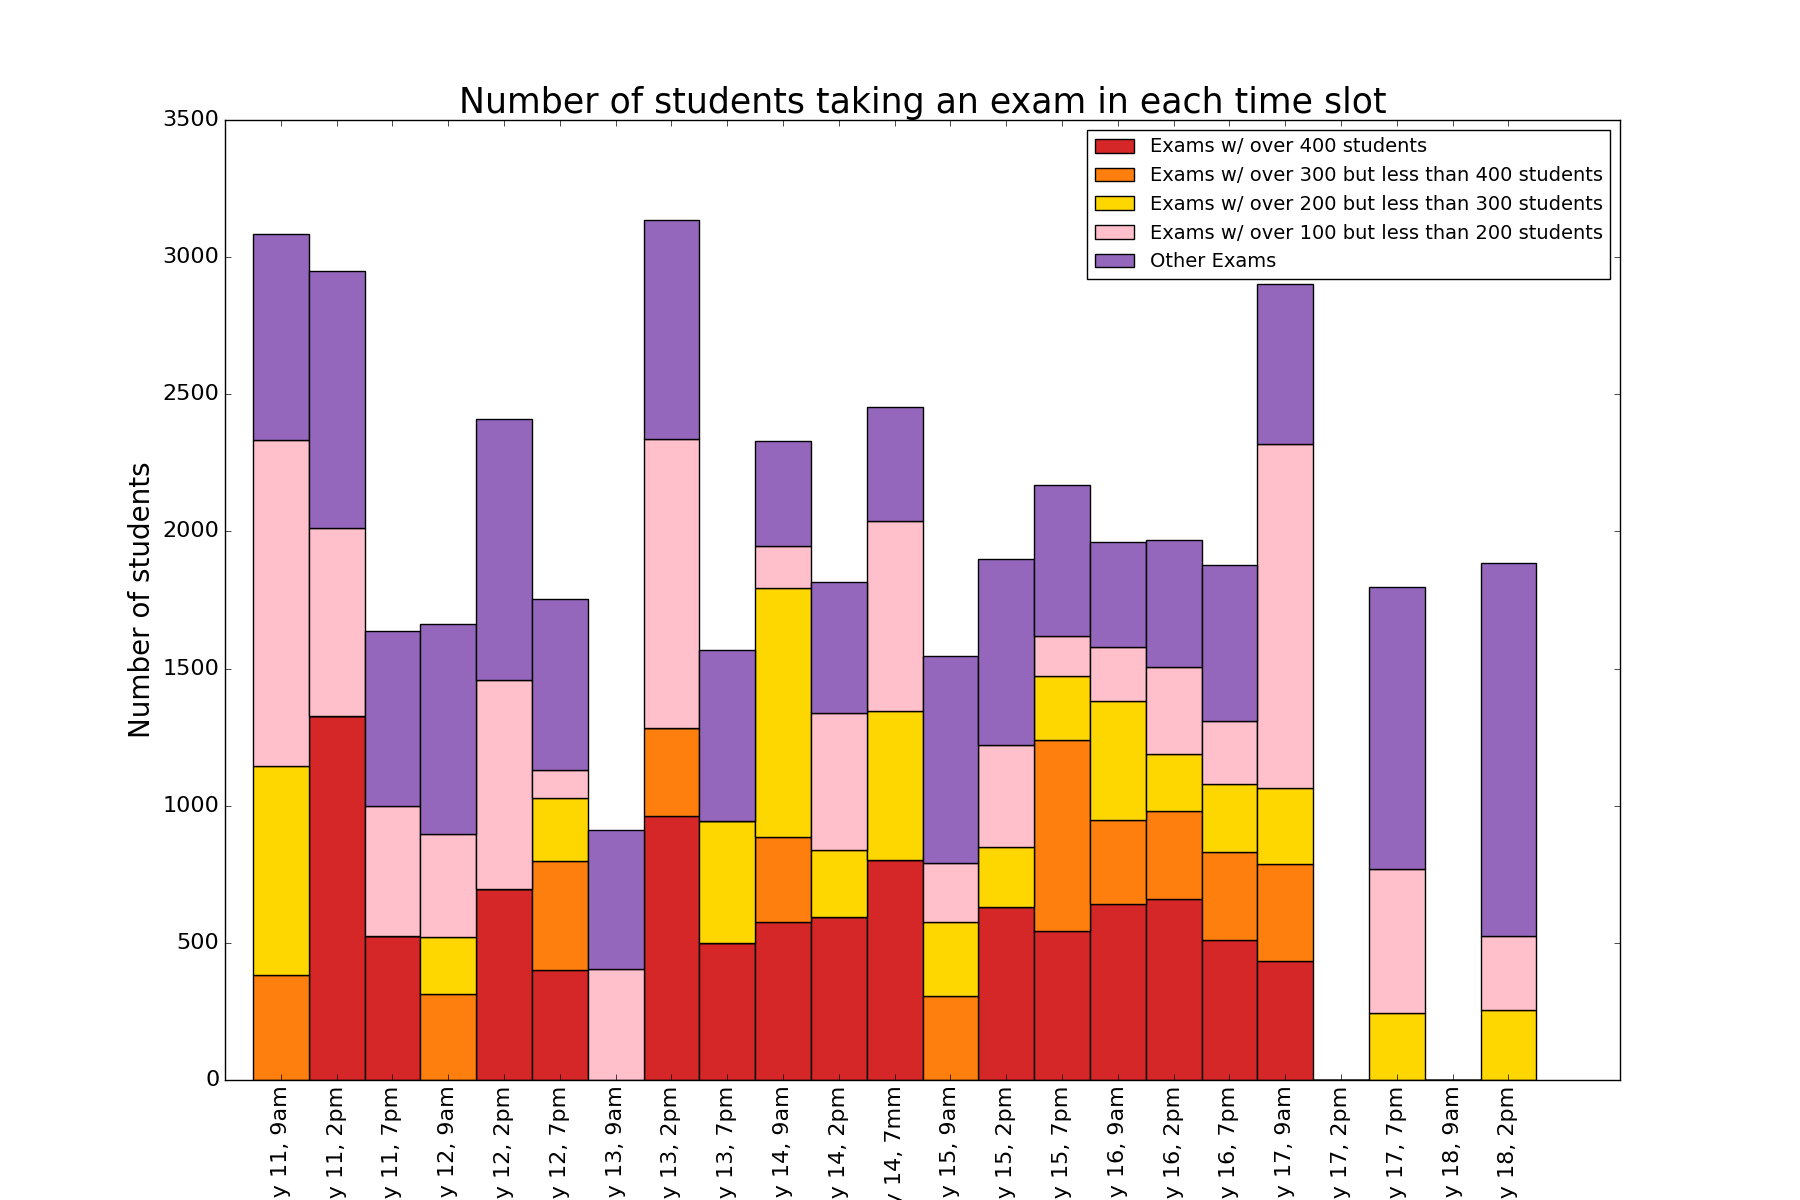 Number of students taking an exam in each time slot
Exams w/ over 400 students
Exams w/ over 300 but less than 400 students
Exams w/ over 200 but less than 300 students
Exams w/ over 100 but less than 200 students
Other Exams
Number of students
3500
3000
2500
2000
1500
1000
500
0
y 11, 9am
y 11, 2pm
y 11, 7pm
y 12, 9am
y 12, 2pm
y 12, 7pm
y 13, 9am
y 13, 2pm
y 13, 7pm
y 14, 9am
y 14, 2pm
y 14, 7mm
y 15, 9am
y 15, 2pm
y 15, 7pm
y 16, 9am
y 16, 2pm
y 16, 7pm
y 17, 9am
y 17, 2pm
y 17, 7pm
y 18, 9am
y 18, 2pm